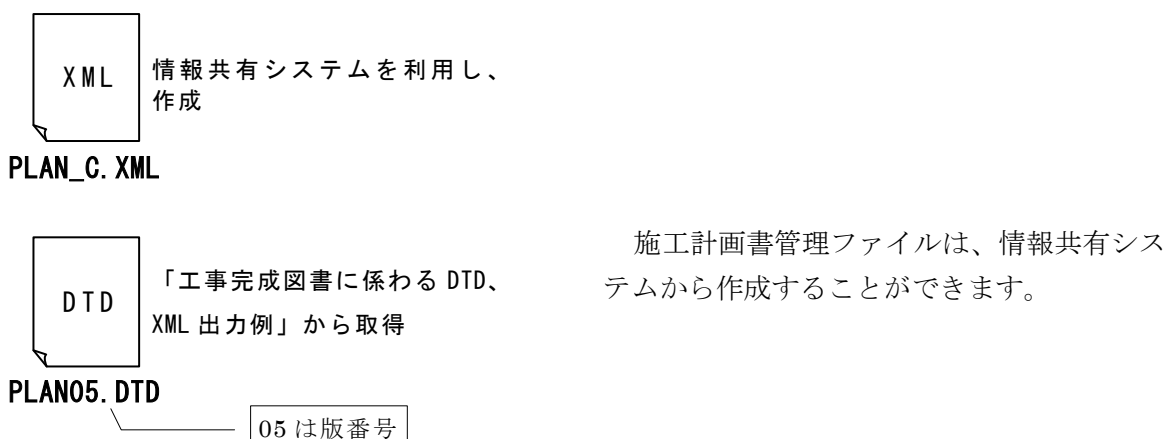 XML
情報共有システムを利用し、
作成
PLAN_C.XML
DTD
「工事完成図書に係わる DTD、
XML 出力例」から取得
PLAN05.DTD
05 は版番号
施工計画書管理ファイルは、情報共有シス
テムから作成することができます。